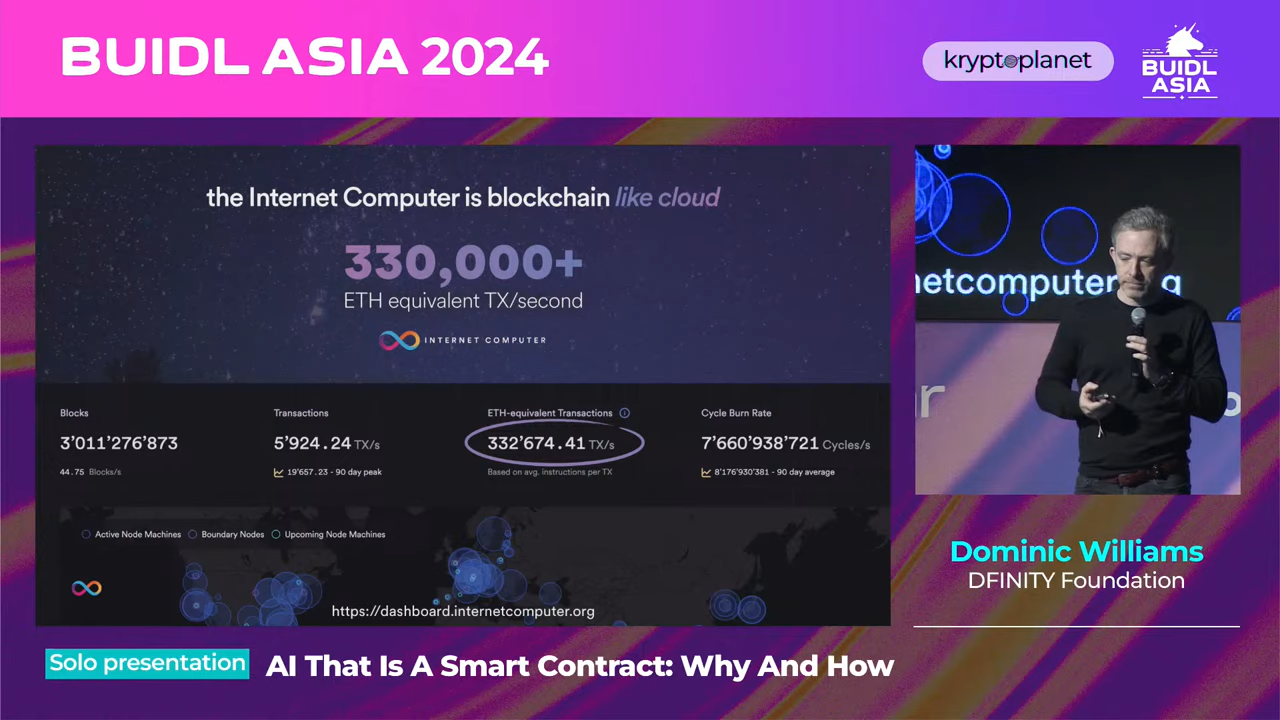 BUIDL ASIA 2024
kryptoplanet
BUIDL
ASIA
the Internet Computer is blockchain like cloud
330,000+
ETH equivalent TX/second
INTERNET COMPUTER
Blocks
3'011'276'873
44.75 Blocks/s
Transactions
5'924.24 TX/s
19'657.23 - 90 day peak
ETH-equivalent Transactions
332'674.41 TX/s
Based on avg. instructions per TX
Cycle Burn Rate
7'660'938'721 Cycles/s
8'176'930'381 - 90 day average
Active Node Machines Boundary Nodes Upcoming Node Machines
https://dashboard.internetcomputer.org
netcomputer
Dominic Williams
DFINITY Foundation
Solo presentation AI That Is A Smart Contract: Why And How